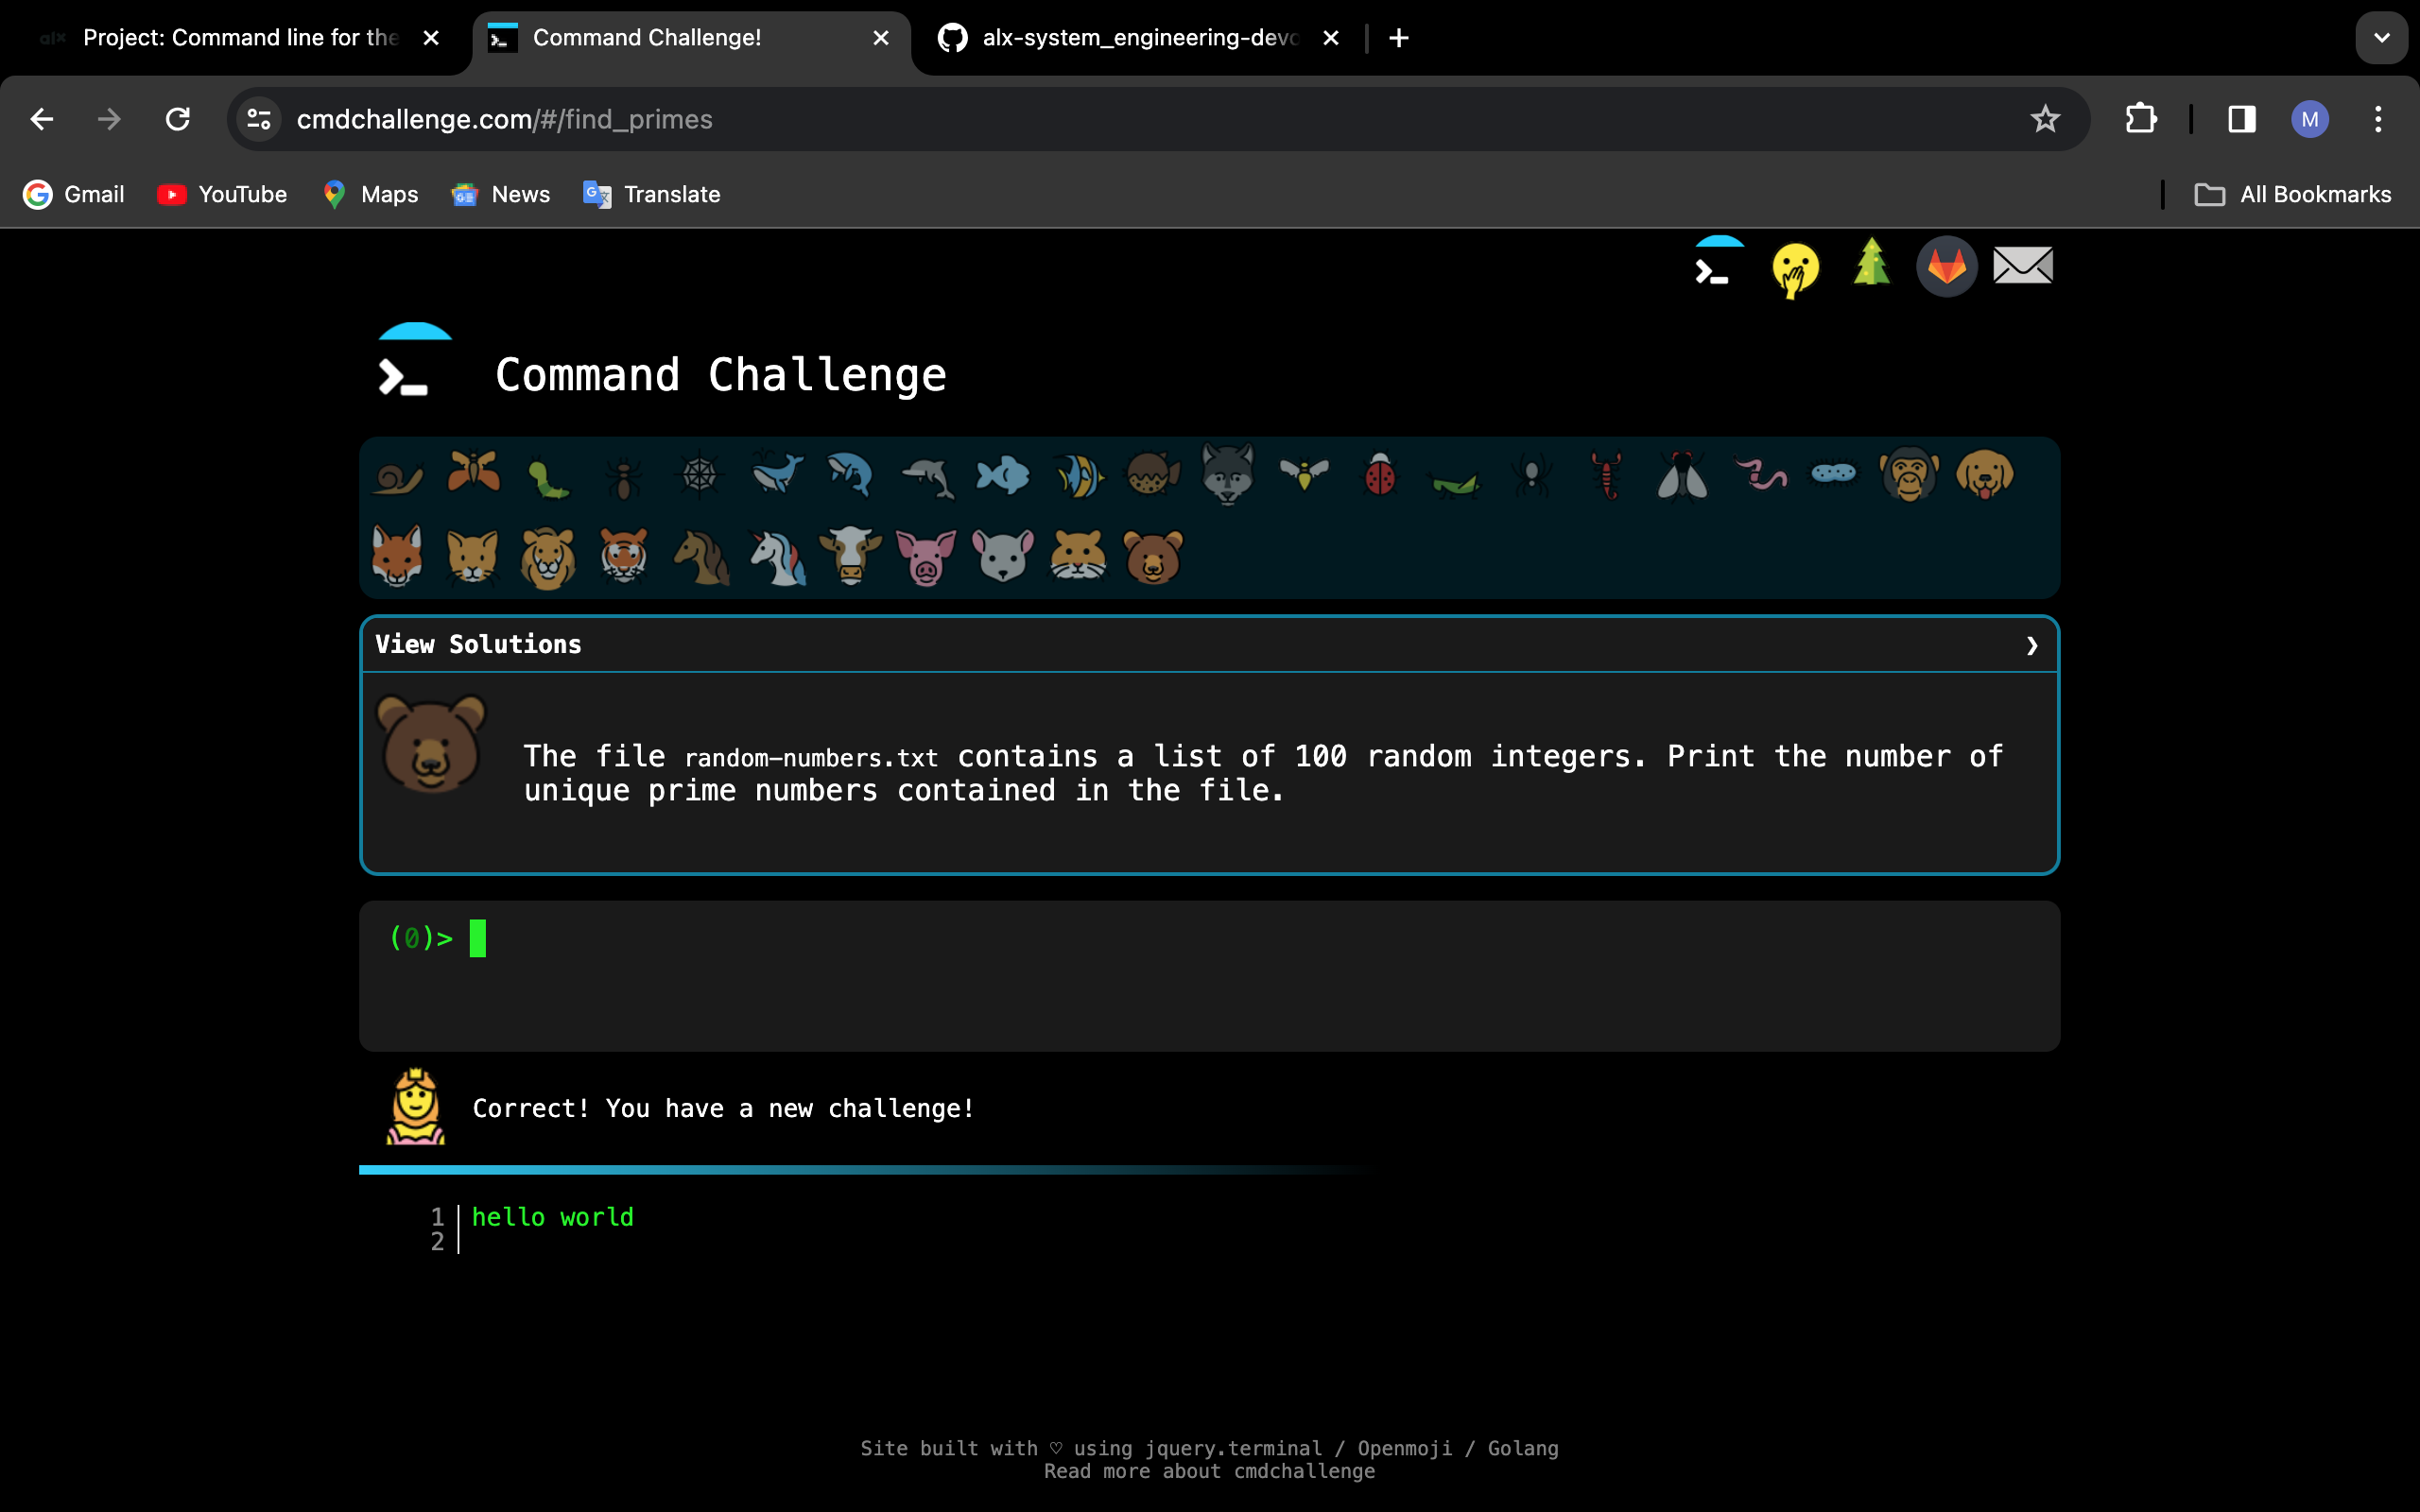 alx Project: Command line for the
Command Challenge!
alx-system_engineering-devo
cmdchallenge.com/#/find_primes
M
Gmail
YouTube
Maps
News
Translate
All Bookmarks
Command Challenge
View Solutions
The file random-numbers.txt contains a list of 100 random integers. Print the number of
unique prime numbers contained in the file.
(0)>
Correct! You have a new challenge!
1 hello world
2
Site built with ♡ using jquery.terminal / Openmoji / Golang
Read more about cmdchallenge